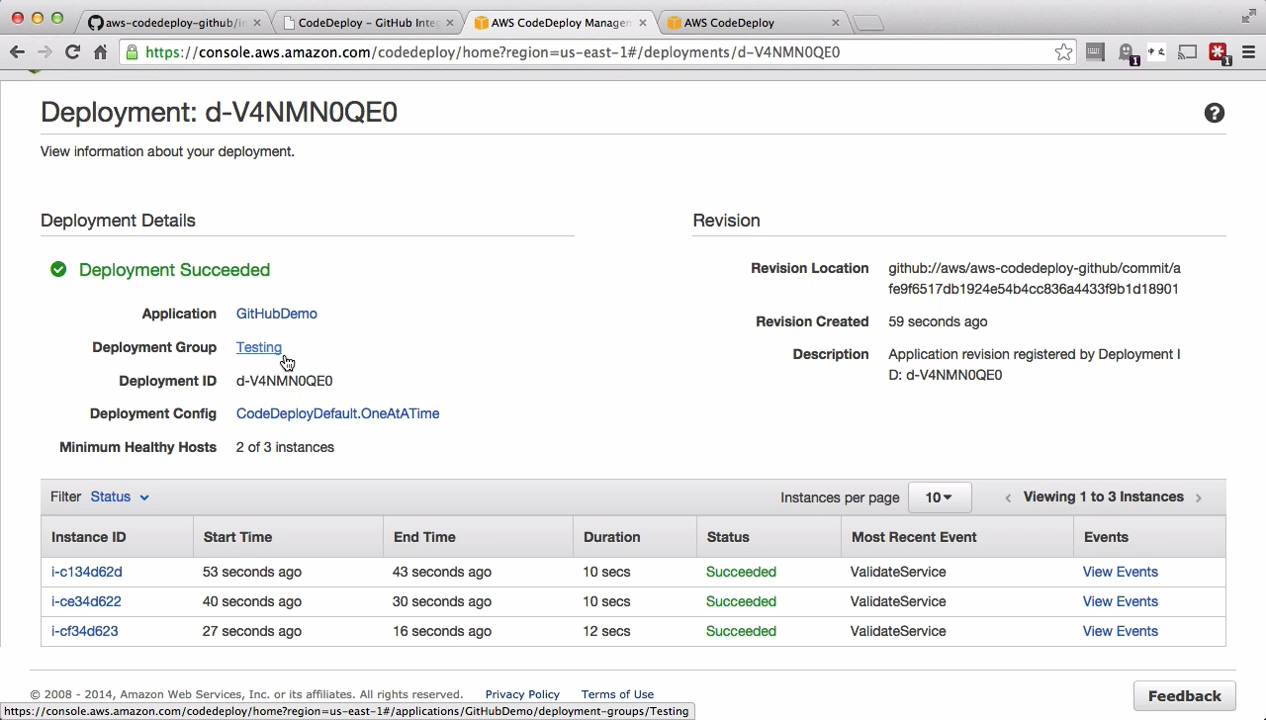 aws-codedeploy-github/in
CodeDeploy – GitHub Inte
AWS CodeDeploy Manage
AWS CodeDeploy
https://console.aws.amazon.com/codedeploy/home?region=us-east-1#/deployments/d-V4NMN0QE0
1
1
Deployment: d-V4NMN0QE0
?
View information about your deployment.
Deployment Details
Deployment Succeeded
Application GitHubDemo
Deployment Group Testing
Deployment ID d-V4NMN0QE0
Deployment Config CodeDeployDefault.OneAtATime
Minimum Healthy Hosts 2 of 3 instances
Revision
Revision Location github://aws/aws-codedeploy-github/commit/a
fe9f6517db1924e54b4cc836a4433f9b1d18901
Revision Created 59 seconds ago
Description Application revision registered by Deployment I
D: d-V4NMN0QE0
Filter Status Instances per page 10 Viewing 1 to 3 Instances
Instance ID Start Time End Time Duration Status Most Recent Event Events
i-c134d62d 53 seconds ago 43 seconds ago 10 secs Succeeded ValidateService View Events
i-ce34d622 40 seconds ago 30 seconds ago 10 secs Succeeded ValidateService View Events
i-cf34d623 27 seconds ago 16 seconds ago 12 secs Succeeded ValidateService View Events
© 2008 - 2014, Amazon Web Services, Inc. or its affiliates. All rights reserved. Privacy Policy Terms of Use Feedback
https://console.aws.amazon.com/codedeploy/home?region=us-east-1#/applications/GitHubDemo/deployment-groups/Testing